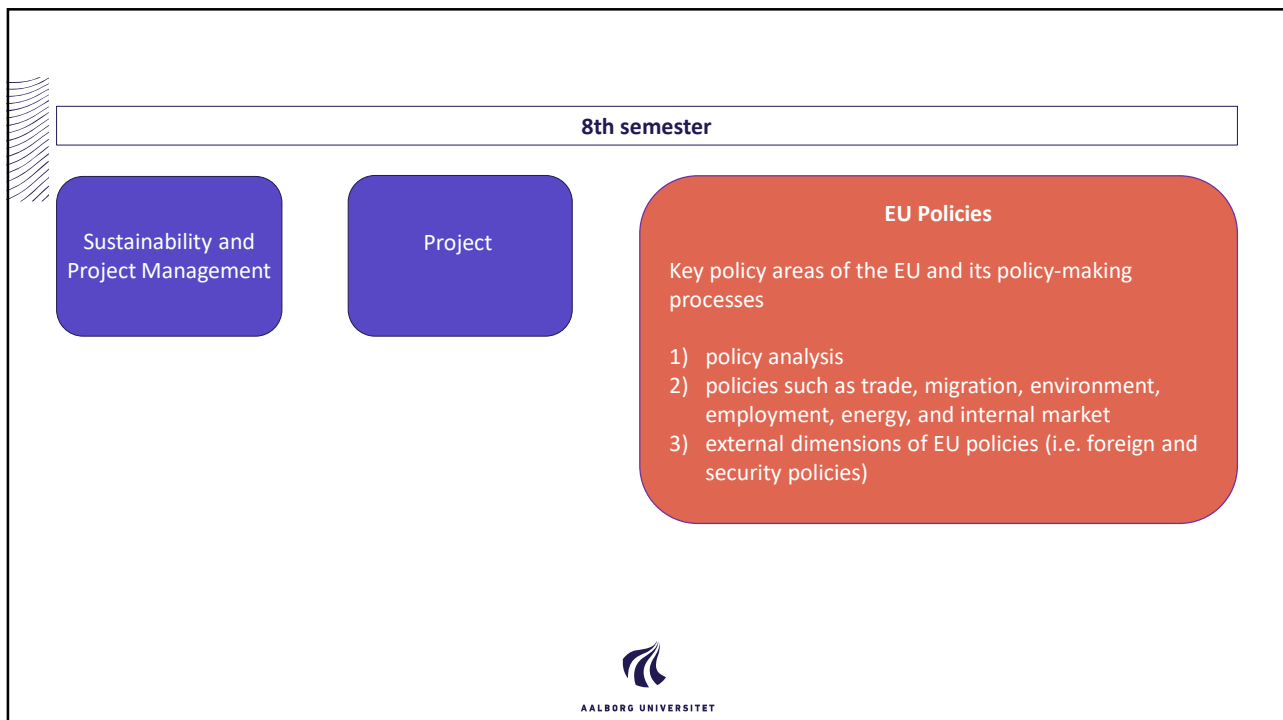 8th semester
Sustainability and
Project Management
Project
EU Policies
Key policy areas of the EU and its policy-making
processes
1) policy analysis
2) policies such as trade, migration, environment,
employment, energy, and internal market
3) external dimensions of EU policies (i.e. foreign and
security policies)
AALBORG UNIVERSITET